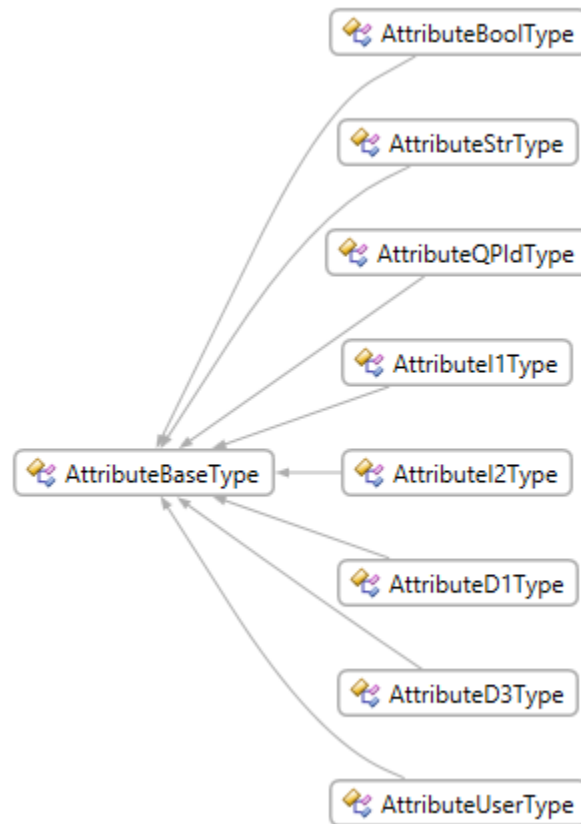 AttributeBoolType
AttributeStrType
AttributeQPIdType
AttributeI1Type
AttributeBaseType
AttributeI2Type
AttributeD1Type
AttributeD3Type
AttributeUserType